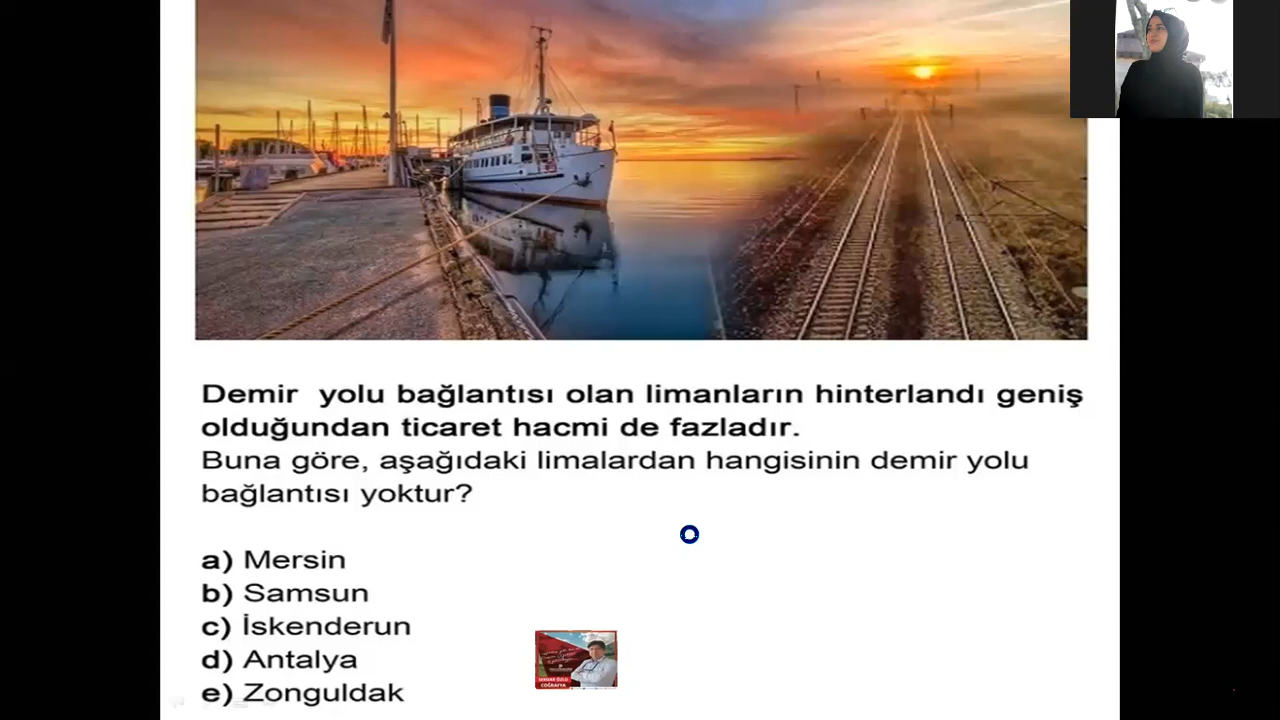 Demir yolu bağlantısı olan limanların hinterlandı geniş
olduğundan ticaret hacmi de fazladır.
Buna göre, aşağıdaki limalardan hangisinin demir yolu
bağlantısı yoktur?
a) Mersin
b) Samsun
c) İskenderun
d) Antalya
e) Zonguldak
COĞRAFYA